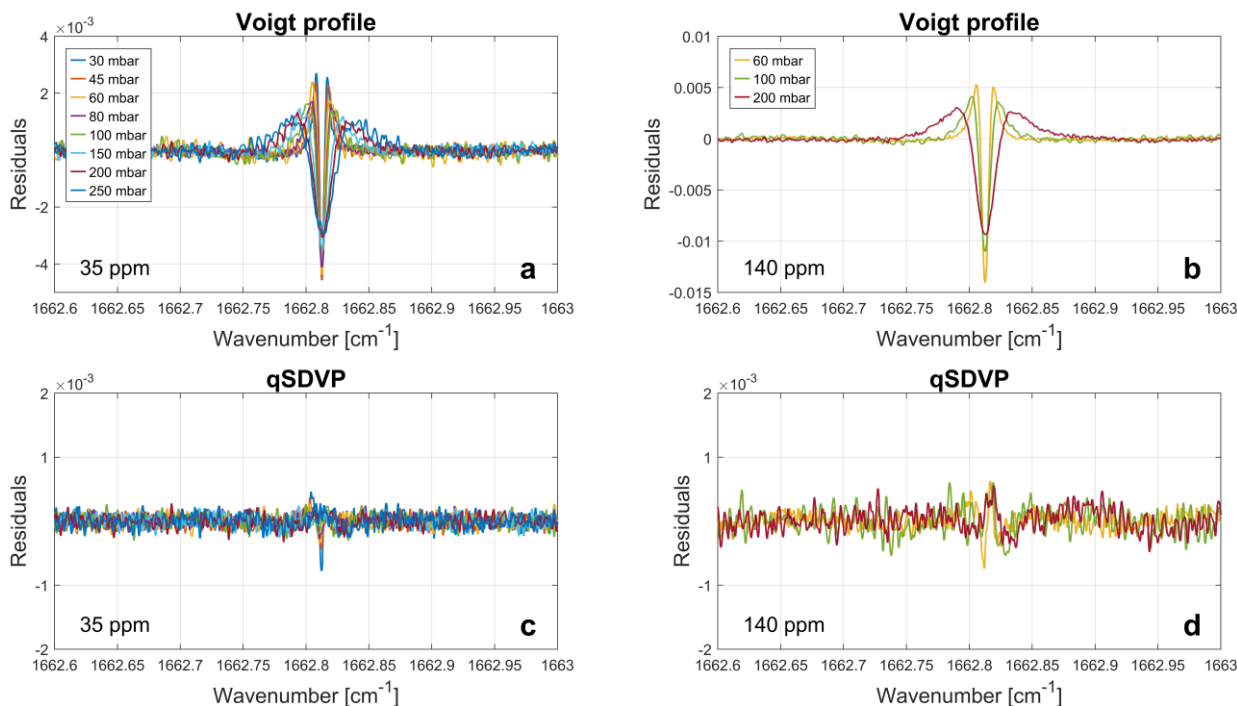 Voigt profile
×10⁻³
4
2
0
-2
-4
Residuals
30 mbar
45 mbar
60 mbar
80 mbar
100 mbar
150 mbar
200 mbar
250 mbar
35 ppm
a
1662.6 1662.65 1662.7 1662.75 1662.8 1662.85 1662.9 1662.95 1663
Wavenumber [cm⁻¹]
Voigt profile
0.01
0.005
0
-0.005
-0.01
-0.015
Residuals
60 mbar
100 mbar
200 mbar
140 ppm
b
1662.6 1662.65 1662.7 1662.75 1662.8 1662.85 1662.9 1662.95 1663
Wavenumber [cm⁻¹]
qSDVP
×10⁻³
2
1
0
-1
-2
Residuals
35 ppm
c
1662.6 1662.65 1662.7 1662.75 1662.8 1662.85 1662.9 1662.95 1663
Wavenumber [cm⁻¹]
qSDVP
×10⁻³
2
1
0
-1
-2
Residuals
140 ppm
d
1662.6 1662.65 1662.7 1662.75 1662.8 1662.85 1662.9 1662.95 1663
Wavenumber [cm⁻¹]